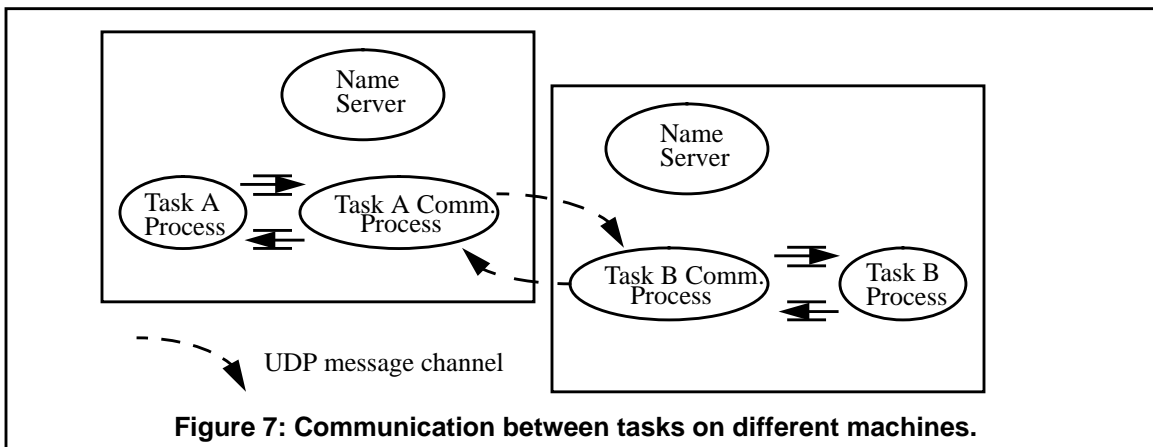 Name
Server
Task A
Process
Task A Comm.
Process
Name
Server
Task B Comm.
Process
Task B
Process
UDP message channel
Figure 7: Communication between tasks on different machines.